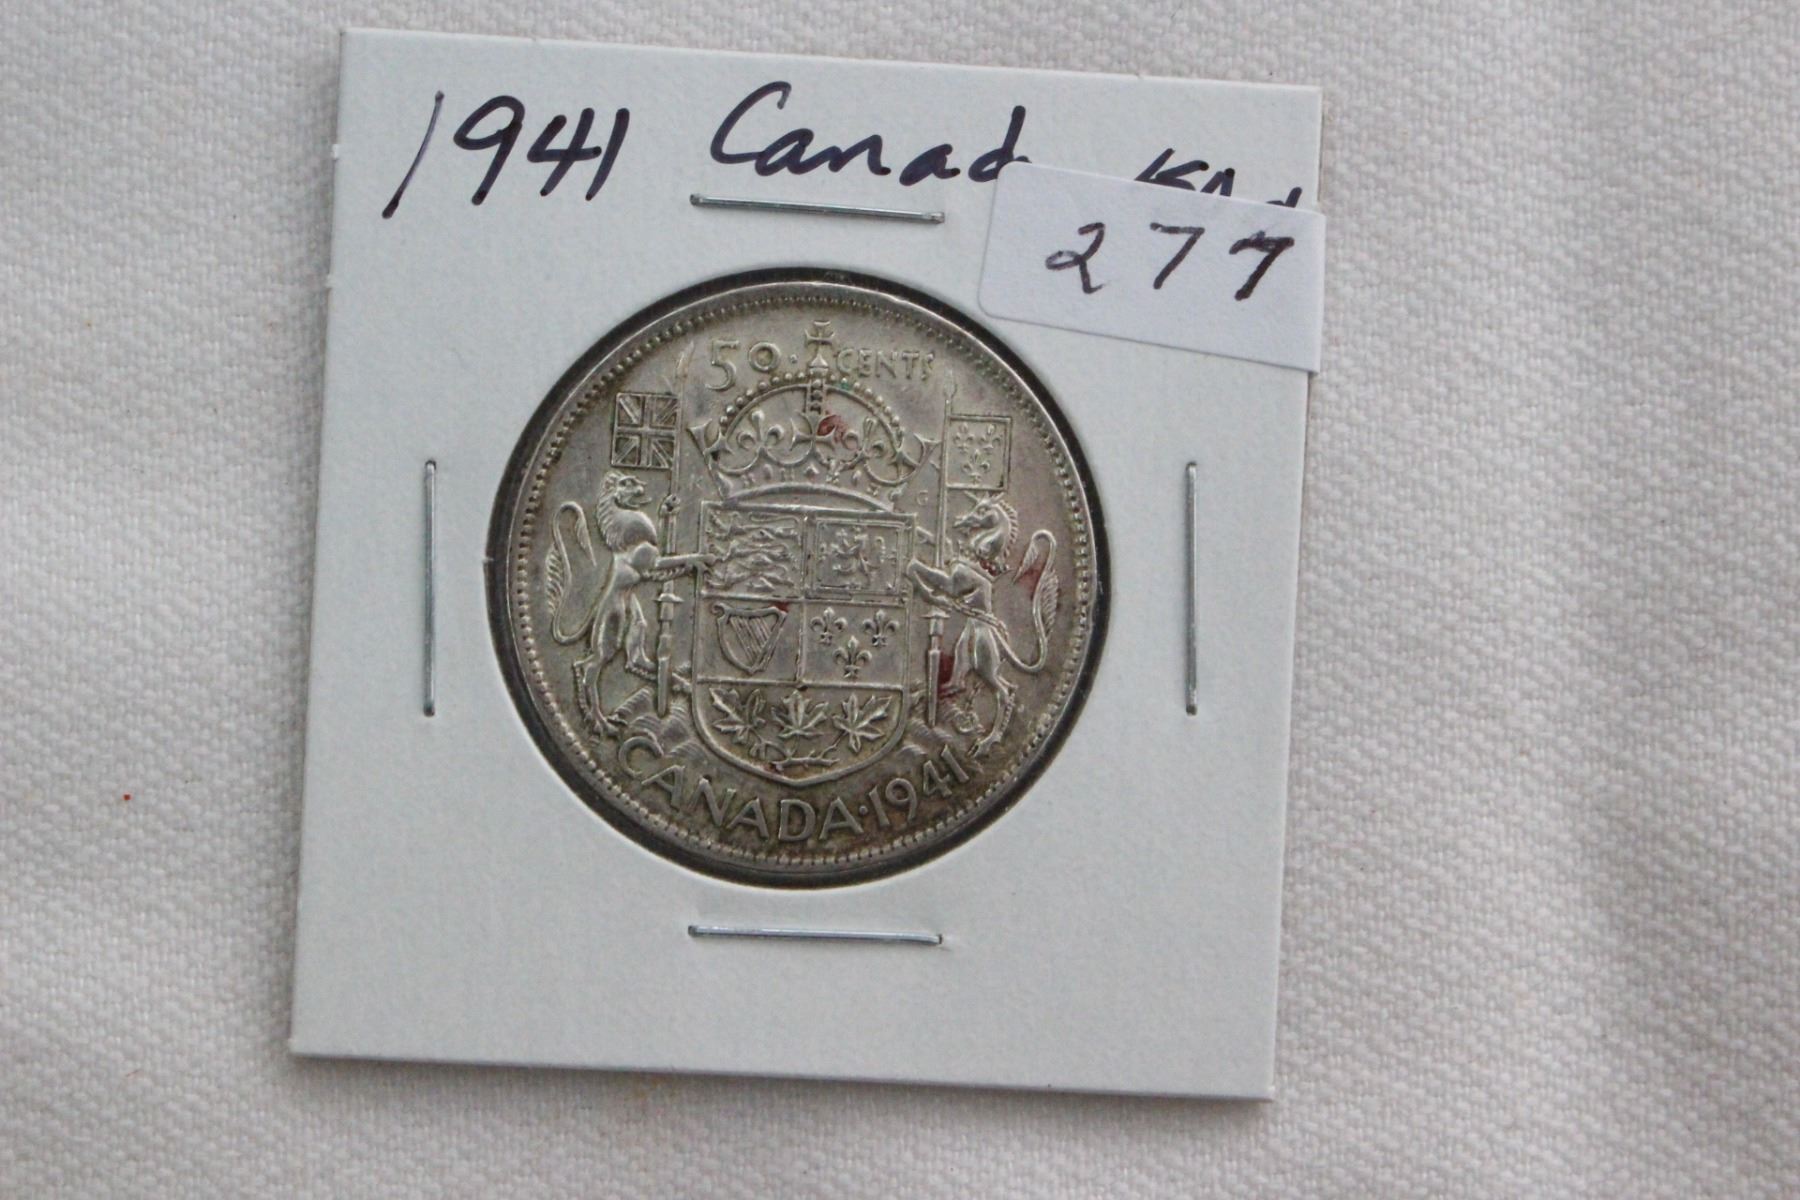 1941 Canad
277
50 · CENTS
K G
CANADA · 1941